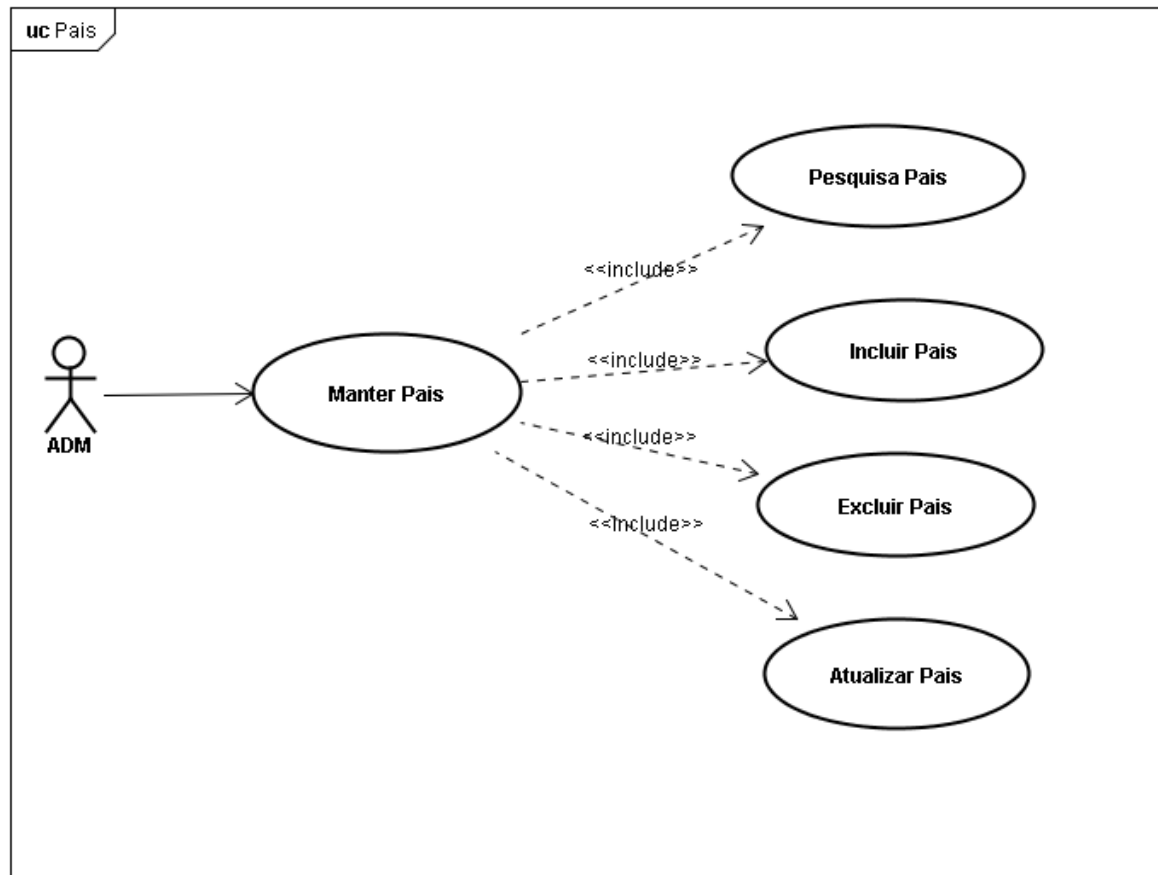 uc Pais
Pesquisa Pais
<<include>>
Incluir Pais
<<include>>
Manter Pais
ADM
<<include>>
Excluir Pais
<<include>>
Atualizar Pais